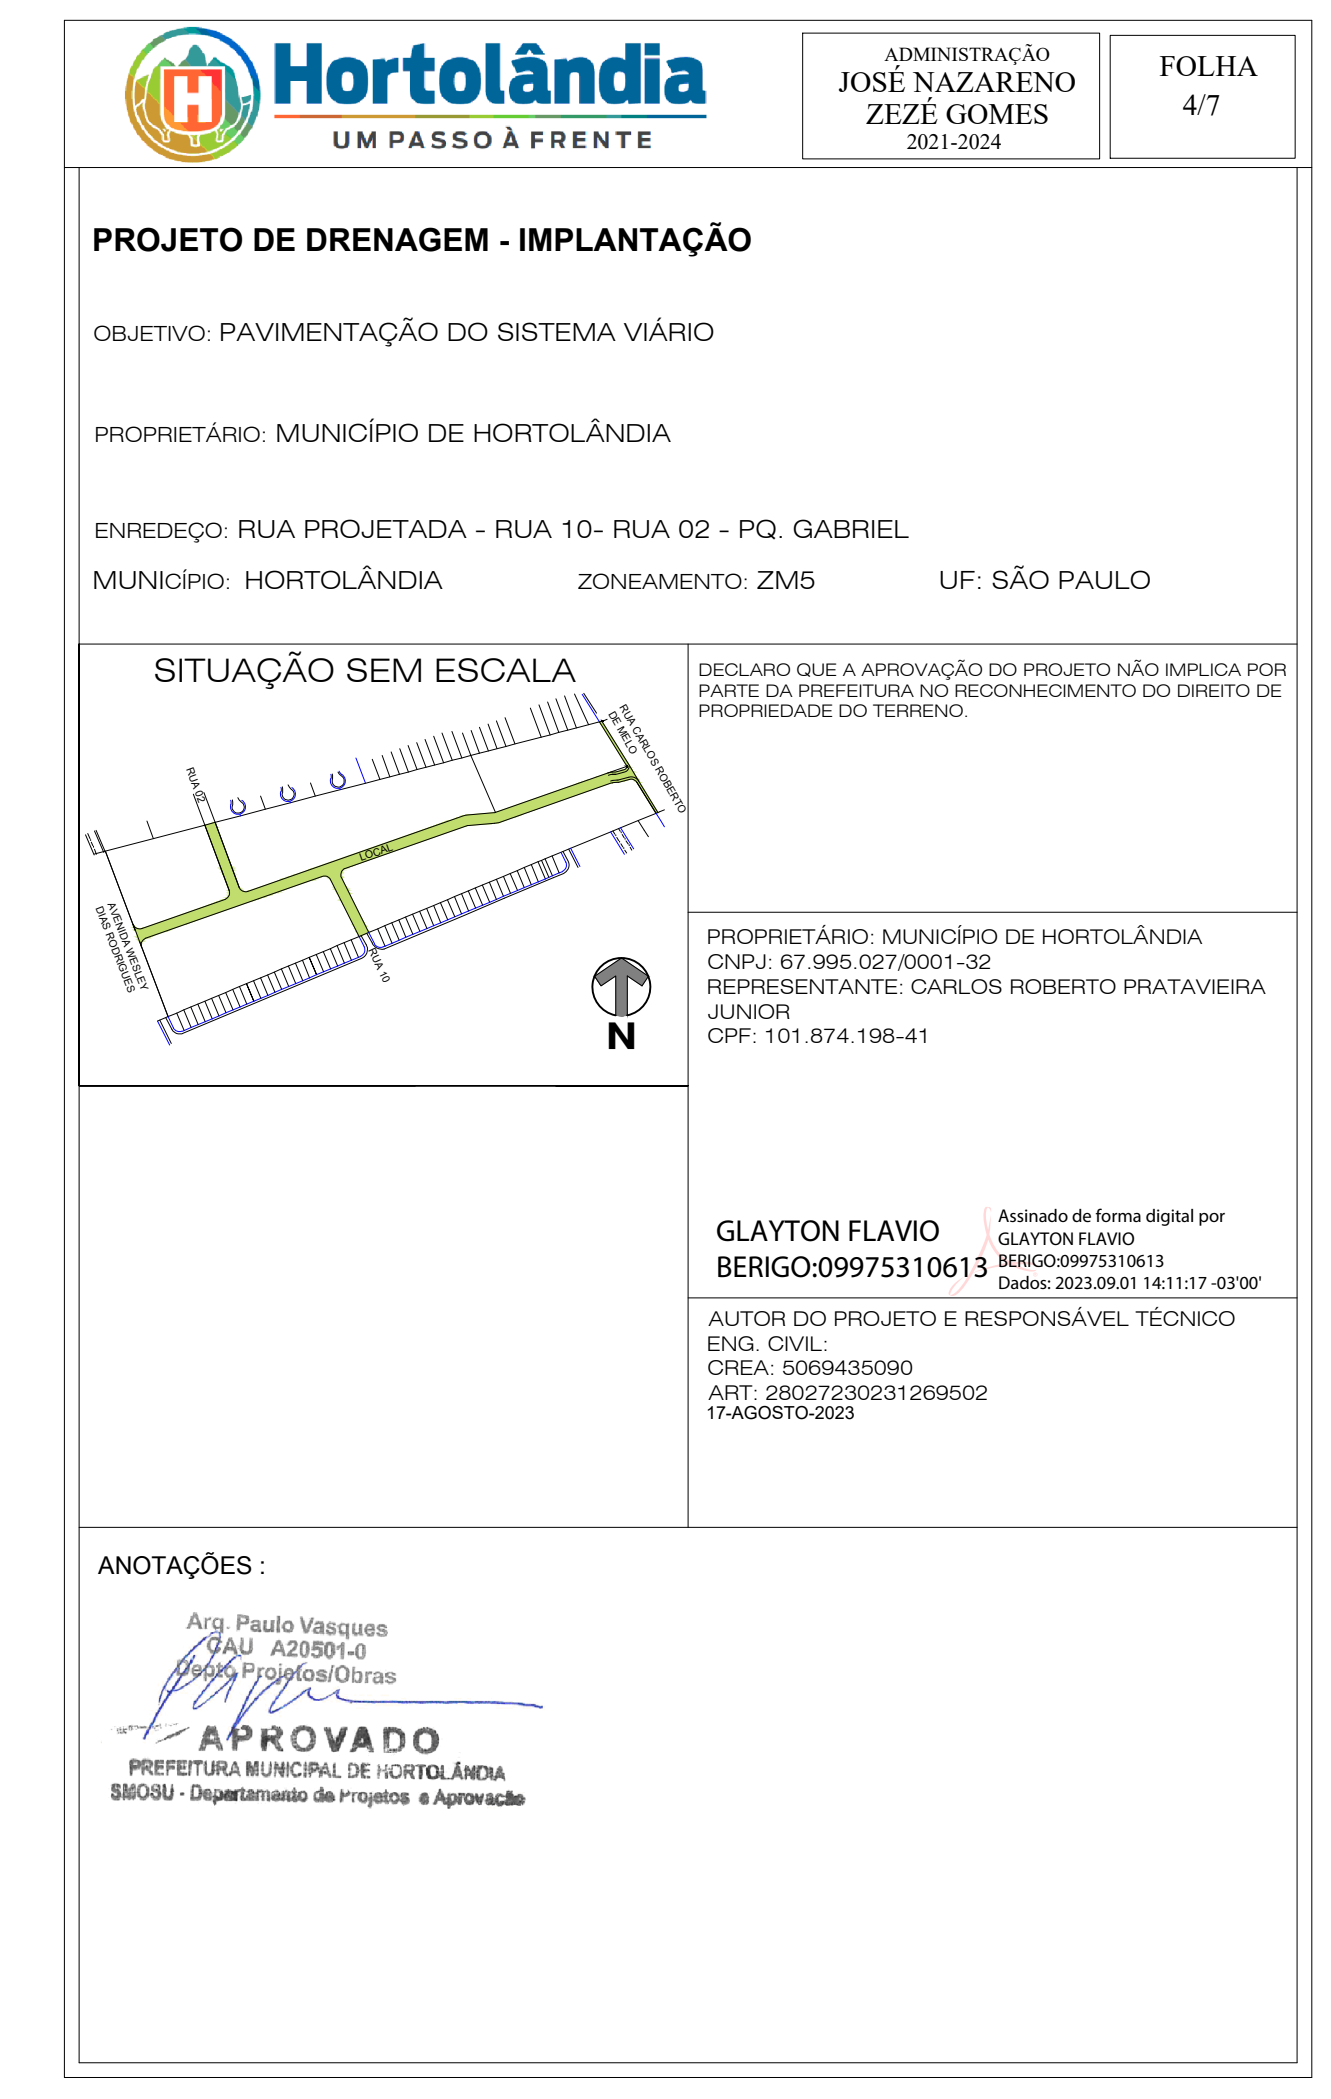 Hortolândia
UM PASSO À FRENTE
ADMINISTRAÇÃO
JOSÉ NAZARENO
ZEZÉ GOMES
2021-2024
FOLHA
4/7
PROJETO DE DRENAGEM - IMPLANTAÇÃO
OBJETIVO: PAVIMENTAÇÃO DO SISTEMA VIÁRIO
PROPRIETÁRIO: MUNICÍPIO DE HORTOLÂNDIA
ENREDEÇO: RUA PROJETADA - RUA 10- RUA 02 - PQ. GABRIEL
MUNICÍPIO: HORTOLÂNDIA ZONEAMENTO: ZM5 UF: SÃO PAULO
SITUAÇÃO SEM ESCALA
RUA CARLOS ROBERTO
DE MELO
RUA 02
LOCAL
AVENIDA WESLEY
DIAS RODRIGUES
RUA 10
N
DECLARO QUE A APROVAÇÃO DO PROJETO NÃO IMPLICA POR
PARTE DA PREFEITURA NO RECONHECIMENTO DO DIREITO DE
PROPRIEDADE DO TERRENO.
PROPRIETÁRIO: MUNICÍPIO DE HORTOLÂNDIA
CNPJ: 67.995.027/0001-32
REPRESENTANTE: CARLOS ROBERTO PRATAVIEIRA
JUNIOR
CPF: 101.874.198-41
GLAYTON FLAVIO
BERIGO:09975310613
Assinado de forma digital por
GLAYTON FLAVIO
BERIGO:09975310613
Dados: 2023.09.01 14:11:17 -03'00'
AUTOR DO PROJETO E RESPONSÁVEL TÉCNICO
ENG. CIVIL:
CREA: 5069435090
ART: 28027230231269502
17-AGOSTO-2023
ANOTAÇÕES :
Arq. Paulo Vasques
CAU A20501-0
Depto Projetos/Obras
APROVADO
PREFEITURA MUNICIPAL DE HORTOLÂNDIA
SMOSU - Departamento de Projetos e Aprovação